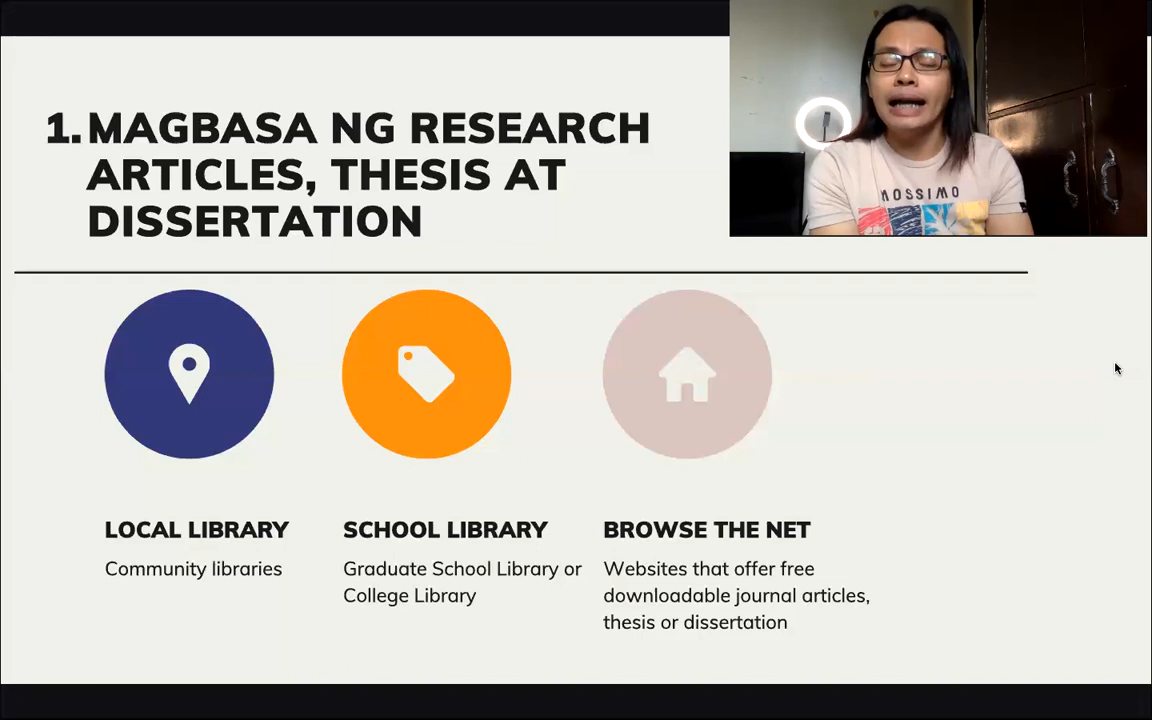 1. MAGBASA NG RESEARCH
ARTICLES, THESIS AT
DISSERTATION
MOSSIMO
LOCAL LIBRARY
Community libraries
SCHOOL LIBRARY
Graduate School Library or
College Library
BROWSE THE NET
Websites that offer free
downloadable journal articles,
thesis or dissertation